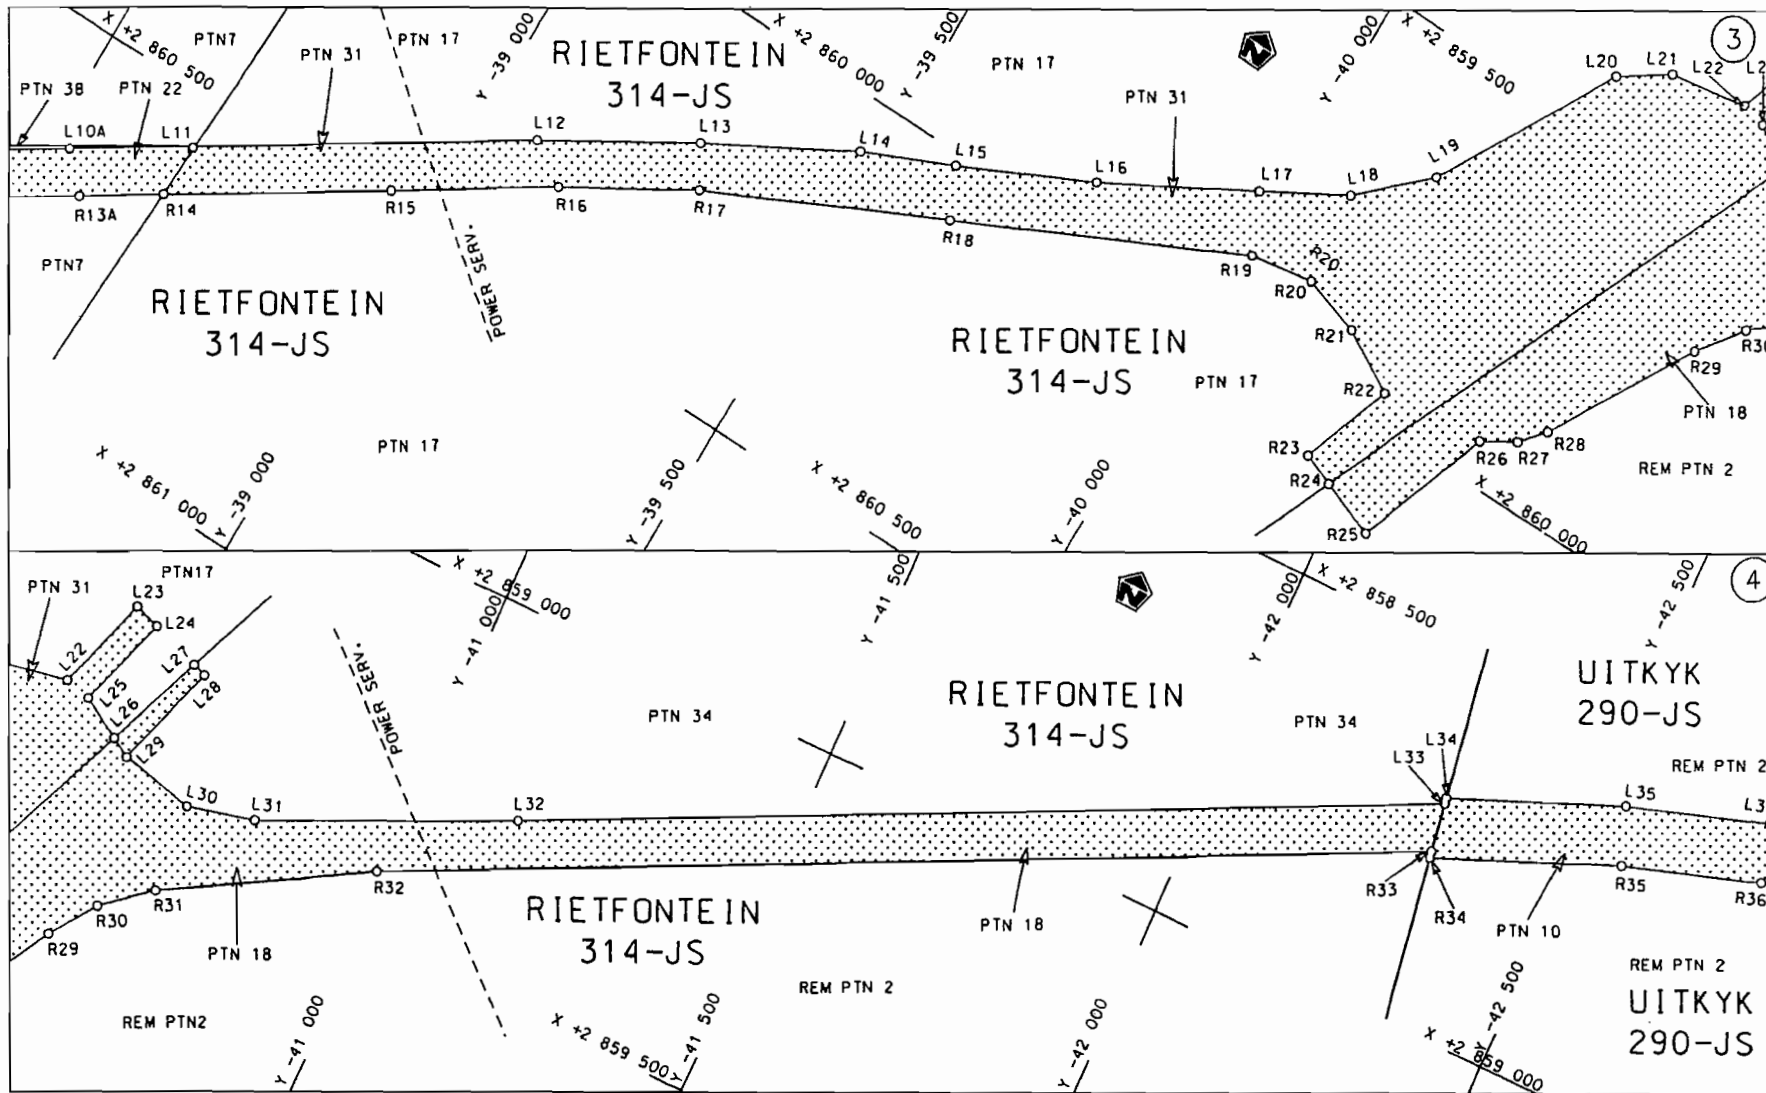 X +2 860 500
PTN7
PTN 17
Y -39 000
RIETFONTEIN
314-JS
X +2 860 000
Y -39 500
PTN 17
Y -40 000
X +2 859 500
3
PTN 38
PTN 22
PTN 31
PTN 31
L10A
L11
L12
L13
L14
L15
L16
L17
L18
L19
L20
L21
L22
R13A
R14
R15
R16
R17
R18
R19
R20
R20
R21
R22
R23
R24
R25
R26
R27
R28
R29
PTN7
POWER SERV.
RIETFONTEIN
314-JS
RIETFONTEIN
314-JS
PTN 17
PTN 18
REM PTN 2
PTN 17
X +2 861 000
Y -39 000
Y -39 500
X +2 860 500
Y -40 000
X +2 860 000
PTN 31
PTN17
X +2 859 000
Y -41 000
Y -41 500
Y -42 000
X +2 858 500
Y -42 500
4
L23
L24
L22
L25
L26
L27
L28
L29
L30
L31
L32
L33
L34
L35
POWER SERV.
PTN 34
RIETFONTEIN
314-JS
PTN 34
UITKYK
290-JS
REM PTN 2
R29
R30
R31
R32
R33
R34
R35
R36
PTN 18
RIETFONTEIN
314-JS
PTN 18
PTN 10
REM PTN2
REM PTN 2
REM PTN 2
UITKYK
290-JS
Y -41 000
X +2 859 500
Y -41 500
Y -42 000
X +2 859 000
Y -42 500